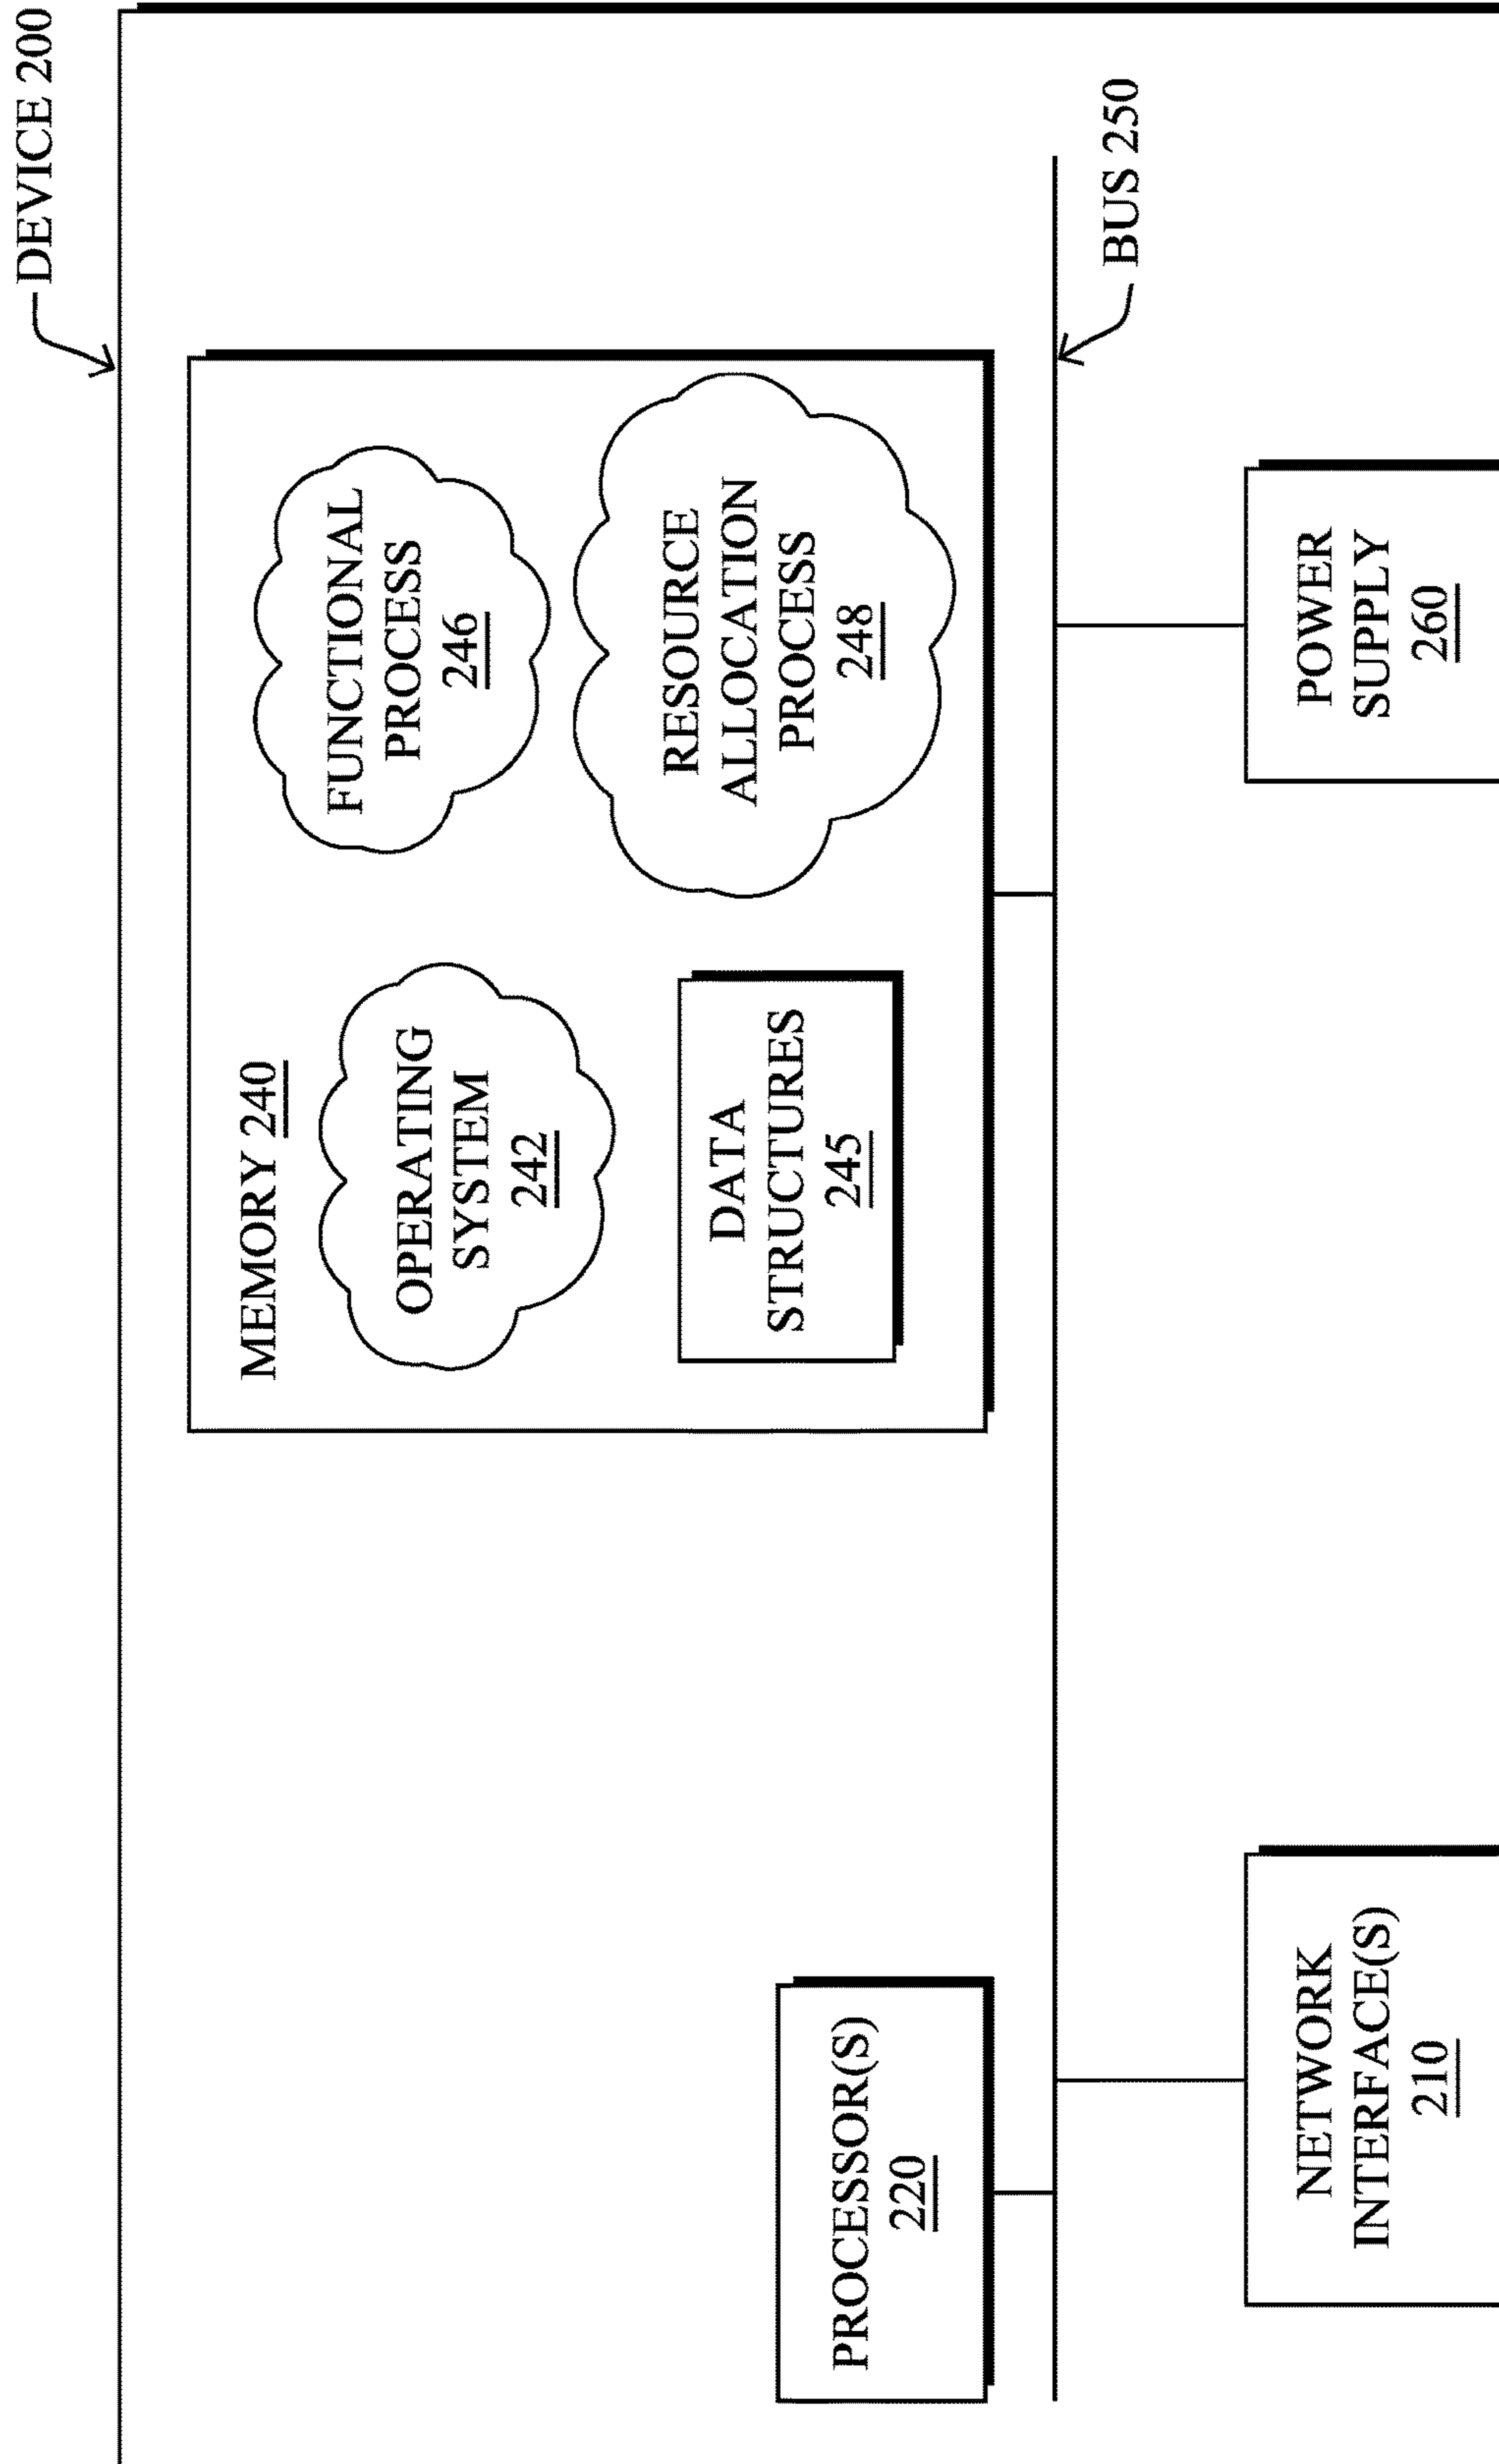 DEVICE 200
MEMORY 240
OPERATING
SYSTEM
242
FUNCTIONAL
PROCESS
246
DATA
STRUCTURES
245
RESOURCE
ALLOCATION
PROCESS
248
PROCESSOR(S)
220
BUS 250
NETWORK
INTERFACE(S)
210
POWER
SUPPLY
260